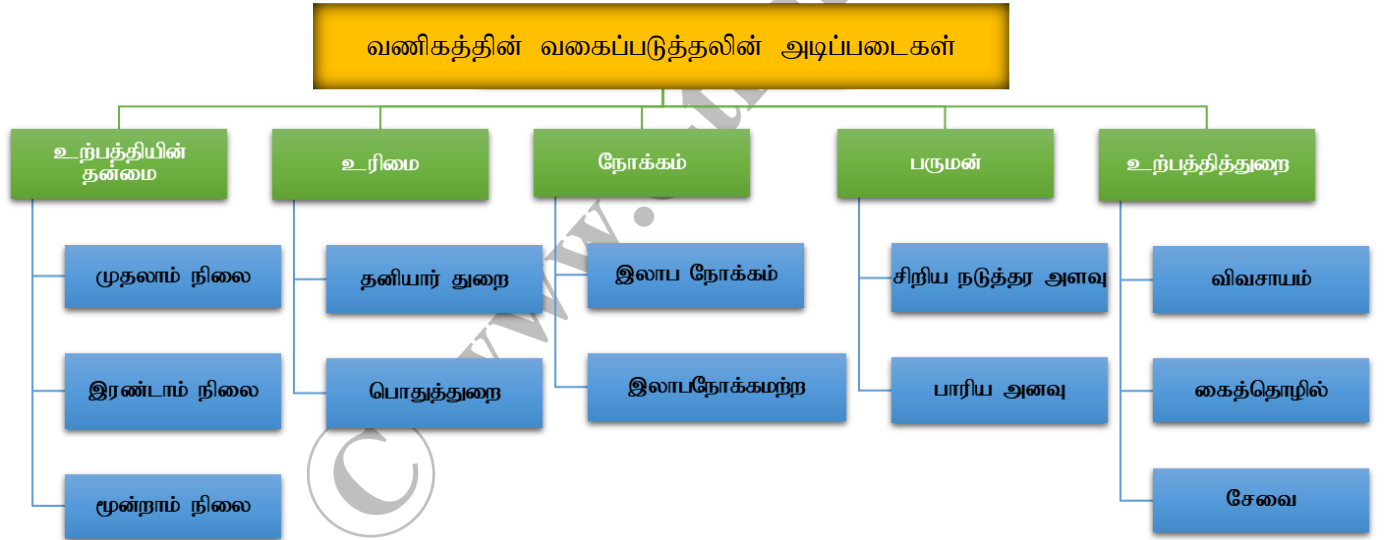 வணிகத்தின் வகைப்படுத்தலின் அடிப்படைகள்
உற்பத்தியின்
தன்மை
உரிமை
நோக்கம்
பருமன்
உற்பத்தித்துறை
முதலாம் நிலை
தனியார் துறை
இலாப நோக்கம்
சிறிய நடுத்தர அளவு
விவசாயம்
இரண்டாம் நிலை
பொதுத்துறை
இலாபநோக்கமற்ற
பாரிய அனவு
கைத்தொழில்
மூன்றாம் நிலை
சேவை